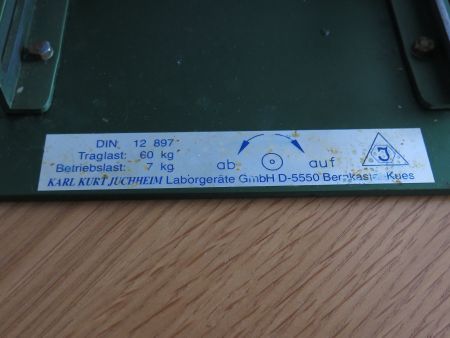 DIN 12 897
Traglast: 60 kg
Betriebslast: 7 kg
ab auf
J
KARL KURT JUCHHEIM Laborgeräte GmbH D-5550 Bernkastel-Kues